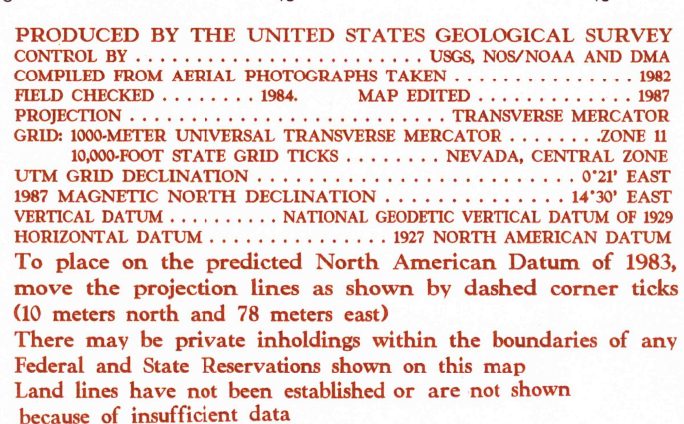 PRODUCED BY THE UNITED STATES GEOLOGICAL SURVEY
CONTROL BY . . . . . . . . . . . . . . . . . . . . . . . . . USGS, NOS/NOAA AND DMA
COMPILED FROM AERIAL PHOTOGRAPHS TAKEN . . . . . . . . . . . . . . . 1982
FIELD CHECKED . . . . . . . . 1984. MAP EDITED . . . . . . . . . . . . . 1987
PROJECTION . . . . . . . . . . . . . . . . . . . . . . . . . . . . TRANSVERSE MERCATOR
GRID: 1000-METER UNIVERSAL TRANSVERSE MERCATOR . . . . . . . .ZONE 11
10,000-FOOT STATE GRID TICKS . . . . . . . . NEVADA, CENTRAL ZONE
UTM GRID DECLINATION . . . . . . . . . . . . . . . . . . . . . . . . . . . 0°21' EAST
1987 MAGNETIC NORTH DECLINATION . . . . . . . . . . . . . . 14°30' EAST
VERTICAL DATUM . . . . . . . . . . NATIONAL GEODETIC VERTICAL DATUM OF 1929
HORIZONTAL DATUM . . . . . . . . . . . . . . . 1927 NORTH AMERICAN DATUM
To place on the predicted North American Datum of 1983,
move the projection lines as shown by dashed corner ticks
(10 meters north and 78 meters east)
There may be private inholdings within the boundaries of any
Federal and State Reservations shown on this map
Land lines have not been established or are not shown
because of insufficient data